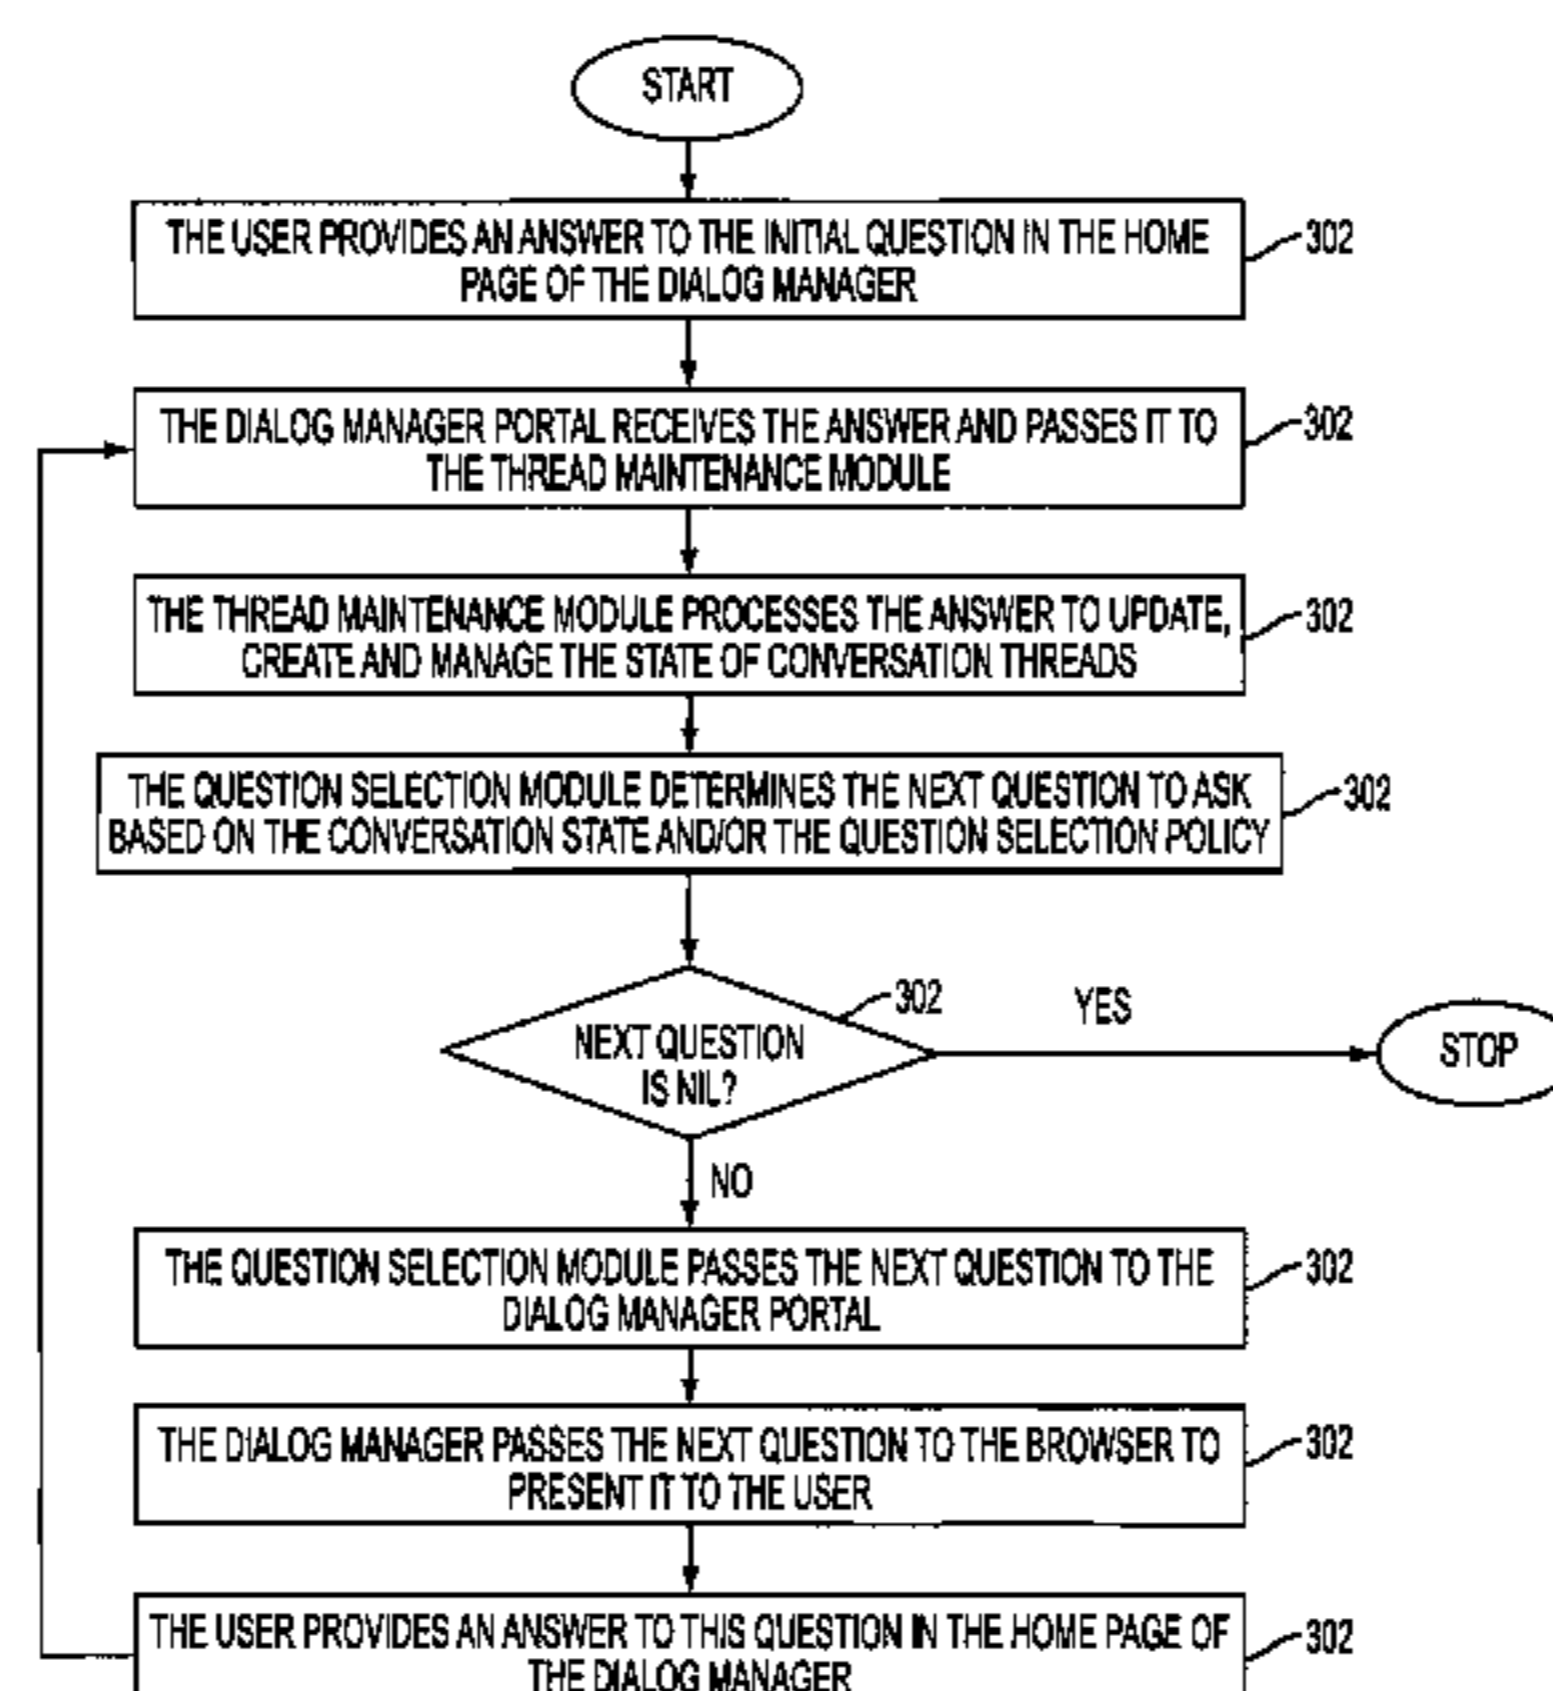 START
THE USER PROVIDES AN ANSWER TO THE INITIAL QUESTION IN THE HOME
PAGE OF THE DIALOG MANAGER
302
THE DIALOG MANAGER PORTAL RECEIVES THE ANSWER AND PASSES IT TO
THE THREAD MAINTENANCE MODULE
302
THE THREAD MAINTENANCE MODULE PROCESSES THE ANSWER TO UPDATE,
CREATE AND MANAGE THE STATE OF CONVERSATION THREADS
302
THE QUESTION SELECTION MODULE DETERMINES THE NEXT QUESTION TO ASK
BASED ON THE CONVERSATION STATE AND/OR THE QUESTION SELECTION POLICY
302
302
NEXT QUESTION
IS NIL?
YES
STOP
NO
THE QUESTION SELECTION MODULE PASSES THE NEXT QUESTION TO THE
DIALOG MANAGER PORTAL
302
THE DIALOG MANAGER PASSES THE NEXT QUESTION TO THE BROWSER TO
PRESENT IT TO THE USER
302
THE USER PROVIDES AN ANSWER TO THIS QUESTION IN THE HOME PAGE OF
THE DIALOG MANAGER
302